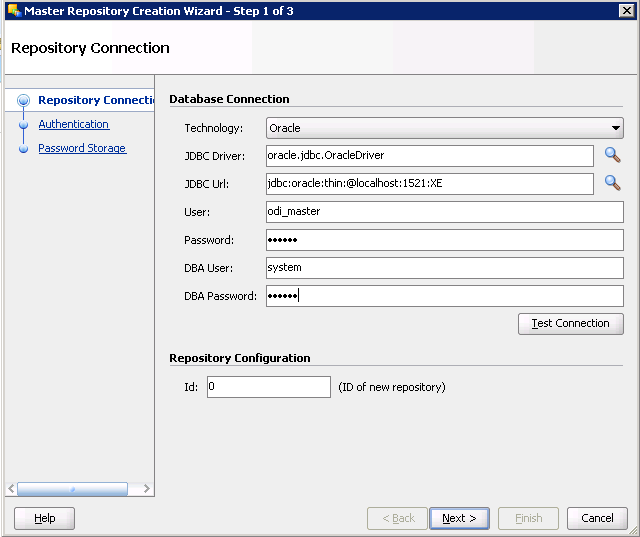 Master Repository Creation Wizard - Step 1 of 3
Repository Connection
Repository Connecti
Authentication
Password Storage
Database Connection
Technology: Oracle
JDBC Driver: oracle.jdbc.OracleDriver
JDBC Url: jdbc:oracle:thin:@localhost:1521:XE
User: odi_master
Password: ••••••
DBA User: system
DBA Password: ••••••
Test Connection
Repository Configuration
Id: 0 (ID of new repository)
Help < Back Next > Finish Cancel